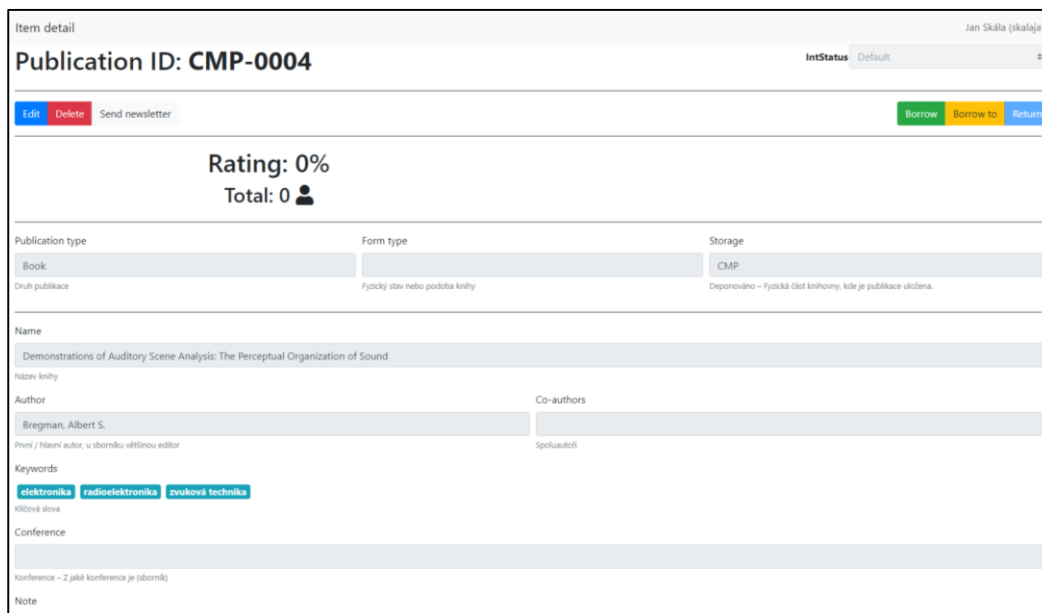 Item detail
Jan Skála (skalaja
Publication ID: CMP-0004
IntStatus Default
Edit Delete Send newsletter
Borrow Borrow to Return
Rating: 0%
Total: 0
Publication type
Form type
Storage
Book
CMP
Druh publikace
Fyzický stav nebo podoba knihy
Deponováno – Fyzická část knihovny, kde je publikace uložena.
Name
Demonstrations of Auditory Scene Analysis: The Perceptual Organization of Sound
Název knihy
Author
Co-authors
Bregman, Albert S.
První / hlavní autor, u sborníku většinou editor
Spoluautoři
Keywords
elektronika radioelektronika zvuková technika
Klíčová slova
Conference
Konference – Z jaké konference je (sborník)
Note